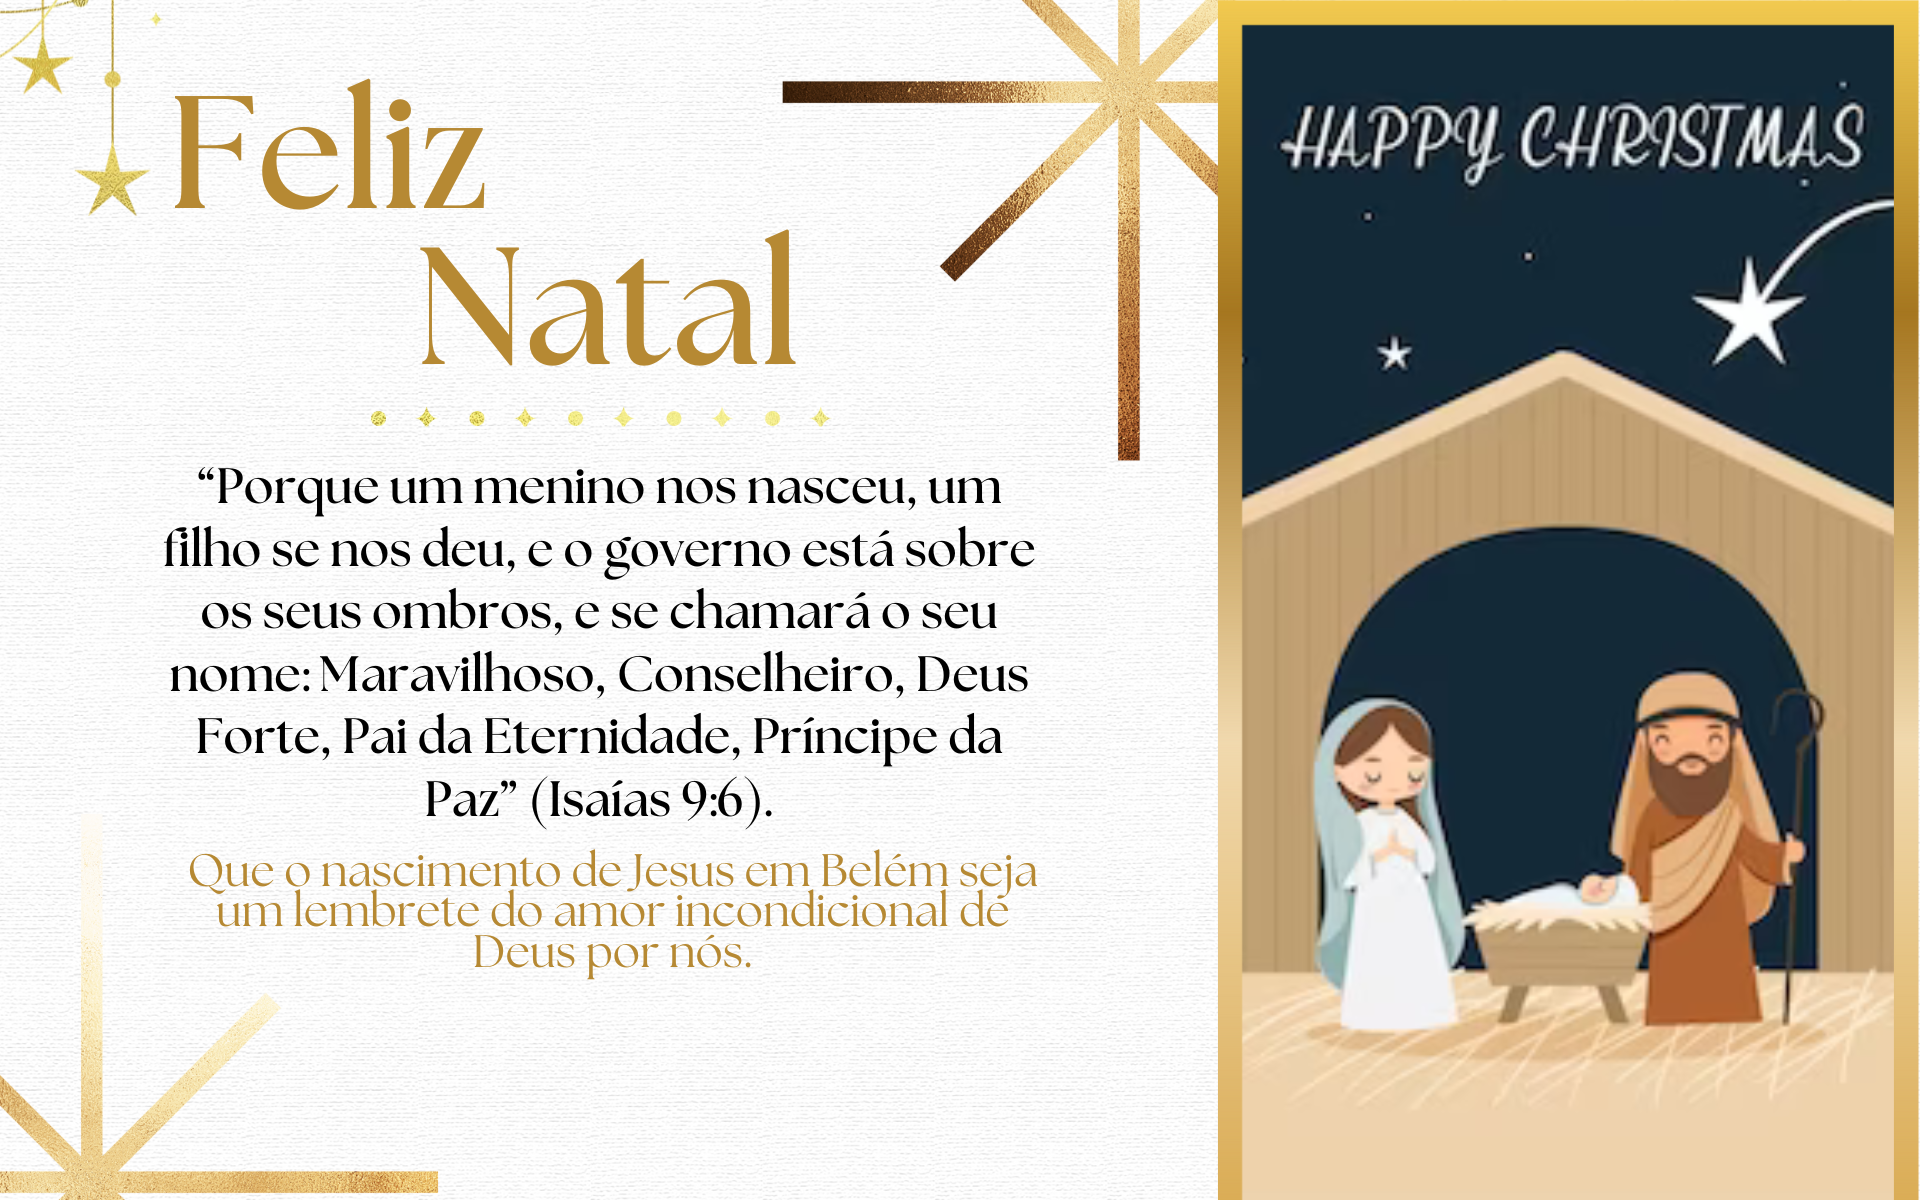 Feliz
Natal
“Porque um menino nos nasceu, um
filho se nos deu, e o governo está sobre
os seus ombros, e se chamará o seu
nome: Maravilhoso, Conselheiro, Deus
Forte, Pai da Eternidade, Príncipe da
Paz” (Isaías 9:6).
Que o nascimento de Jesus em Belém seja
um lembrete do amor incondicional de
Deus por nós.
HAPPY CHRISTMAS